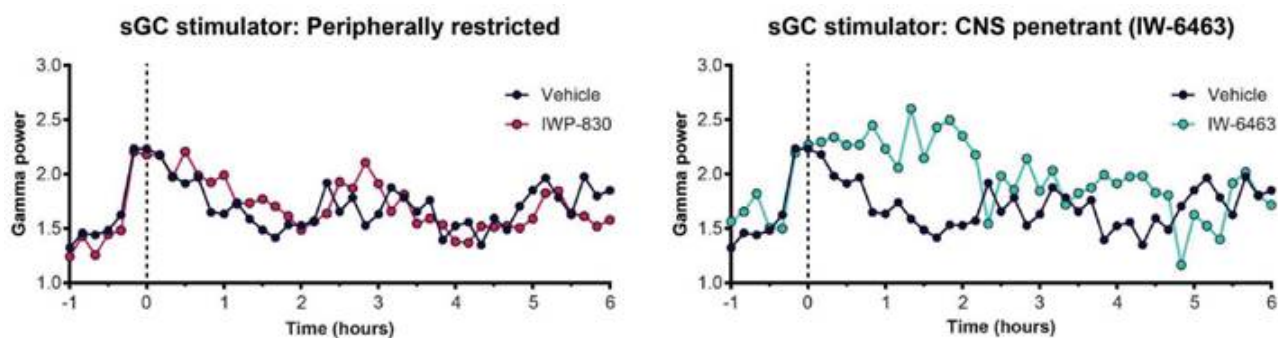 sGC stimulator: Peripherally restricted
Gamma power
3.0
2.5
2.0
1.5
1.0
Vehicle
IWP-830
-1 0 1 2 3 4 5 6
Time (hours)
sGC stimulator: CNS penetrant (IW-6463)
Gamma power
3.0
2.5
2.0
1.5
1.0
Vehicle
IW-6463
-1 0 1 2 3 4 5 6
Time (hours)